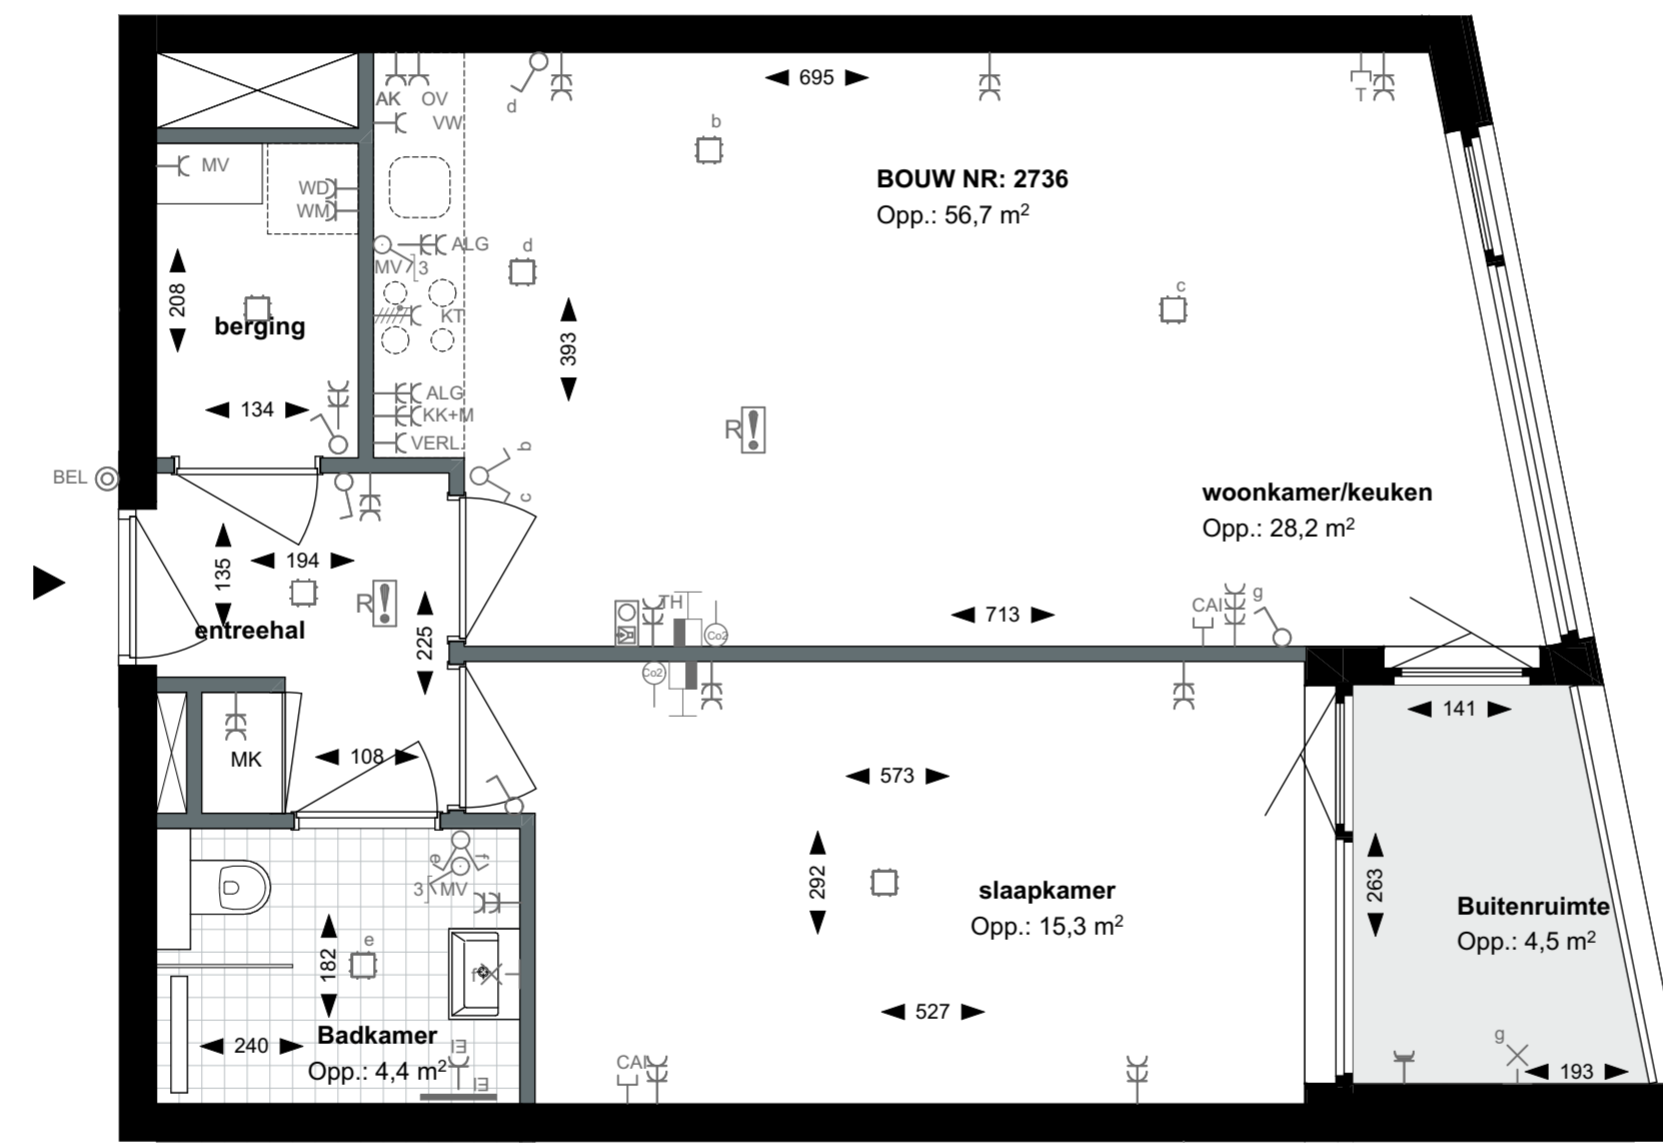 695
AK OV
VW
d
b
T
MV
WD
WM
BOUW NR: 2736
Opp.: 56,7 m²
ALG
MV 3
d
c
208
berging
KT
393
134
ALG
KK+M
VERL.
R!
b
c
BEL
woonkamer/keuken
Opp.: 28,2 m²
135
194
R!
entreehal
225
TH
Co2
713
CAI
g
Co2
MK
108
141
573
292
slaapkamer
Opp.: 15,3 m²
263
Buitenruimte
Opp.: 4,5 m²
e f
3 MV
182
e
f
527
240
Badkamer
Opp.: 4,4 m²
CAI
g
193